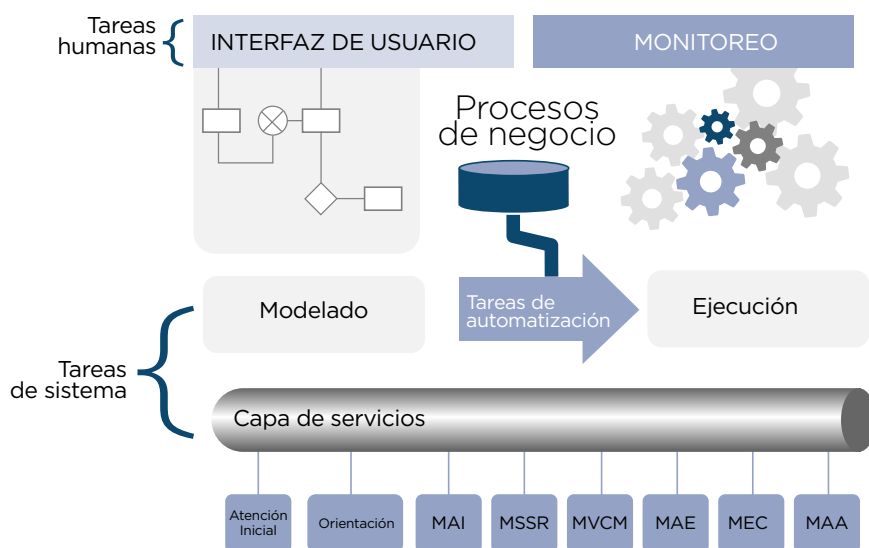 Tareas
humanas
INTERFAZ DE USUARIO
MONITOREO
Procesos
de negocio
Modelado
Tareas de
automatización
Ejecución
Tareas
de sistema
Capa de servicios
Atención
Inicial
Orientación
MAI
MSSR
MVCM
MAE
MEC
MAA